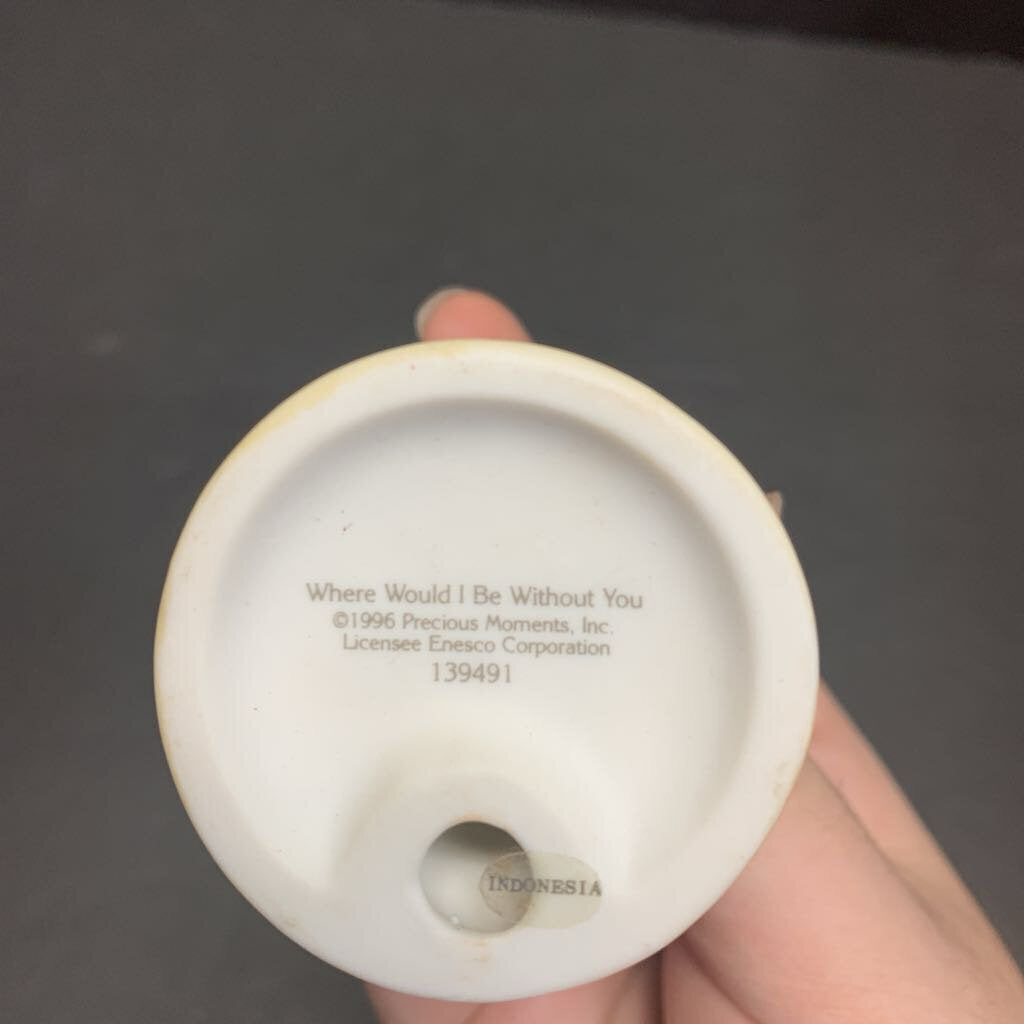 Where Would I Be Without You
©1996 Precious Moments, Inc.
Licensee Enesco Corporation
139491
INDONESIA